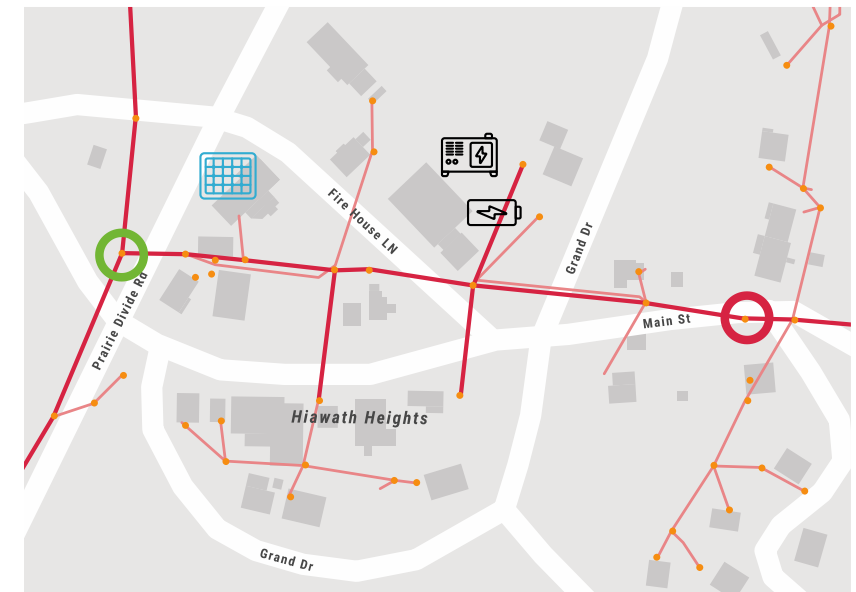 Fire House LN
Grand Dr
Prairie Divide Rd
Main St
Hiawath Heights
Grand Dr